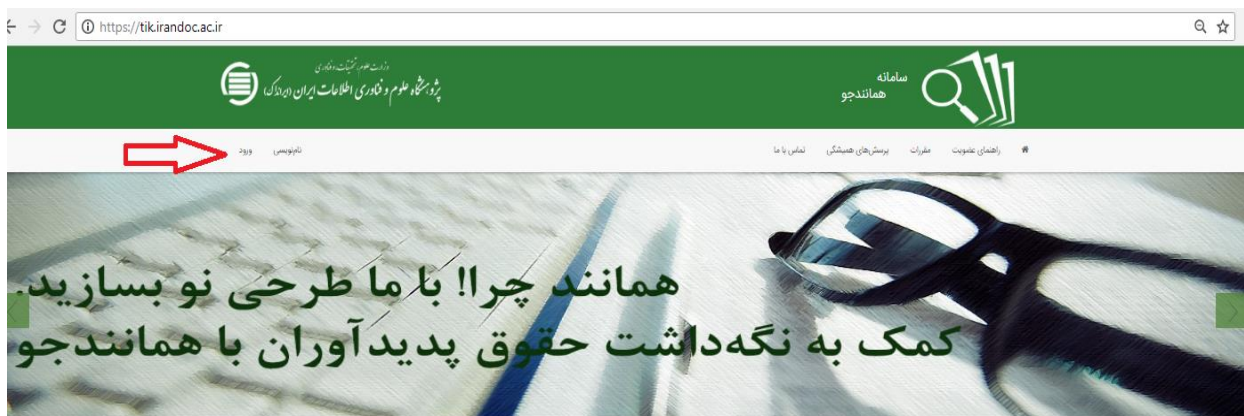 https://tik.irandoc.ac.ir
سامانه
همانندجو
وزارت علوم، تحقیقات و فناوری
پژوهشگاه علوم و فناوری اطلاعات ایران (ایرانداک)
راهنمای عضویت مقررات پرسش‌های همیشگی تماس با ما
نام‌نویسی ورود
همانند چرا! با ما طرحی نو بسازید.
کمک به نگه‌داشت حقوق پدیدآوران با همانندجو